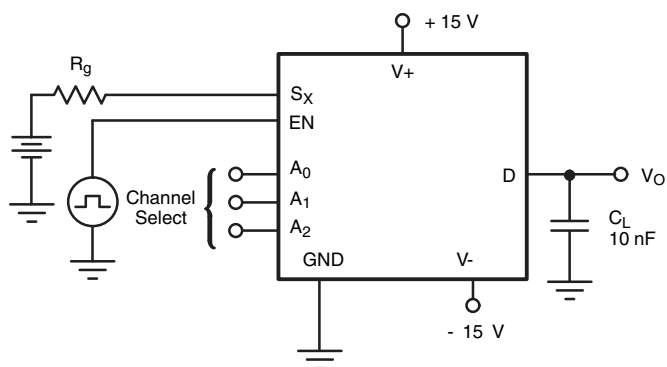 + 15 V
Rg
V+
SX
EN
A0
Channel
Select
A1
A2
D
VO
CL
10 nF
GND
V-
- 15 V